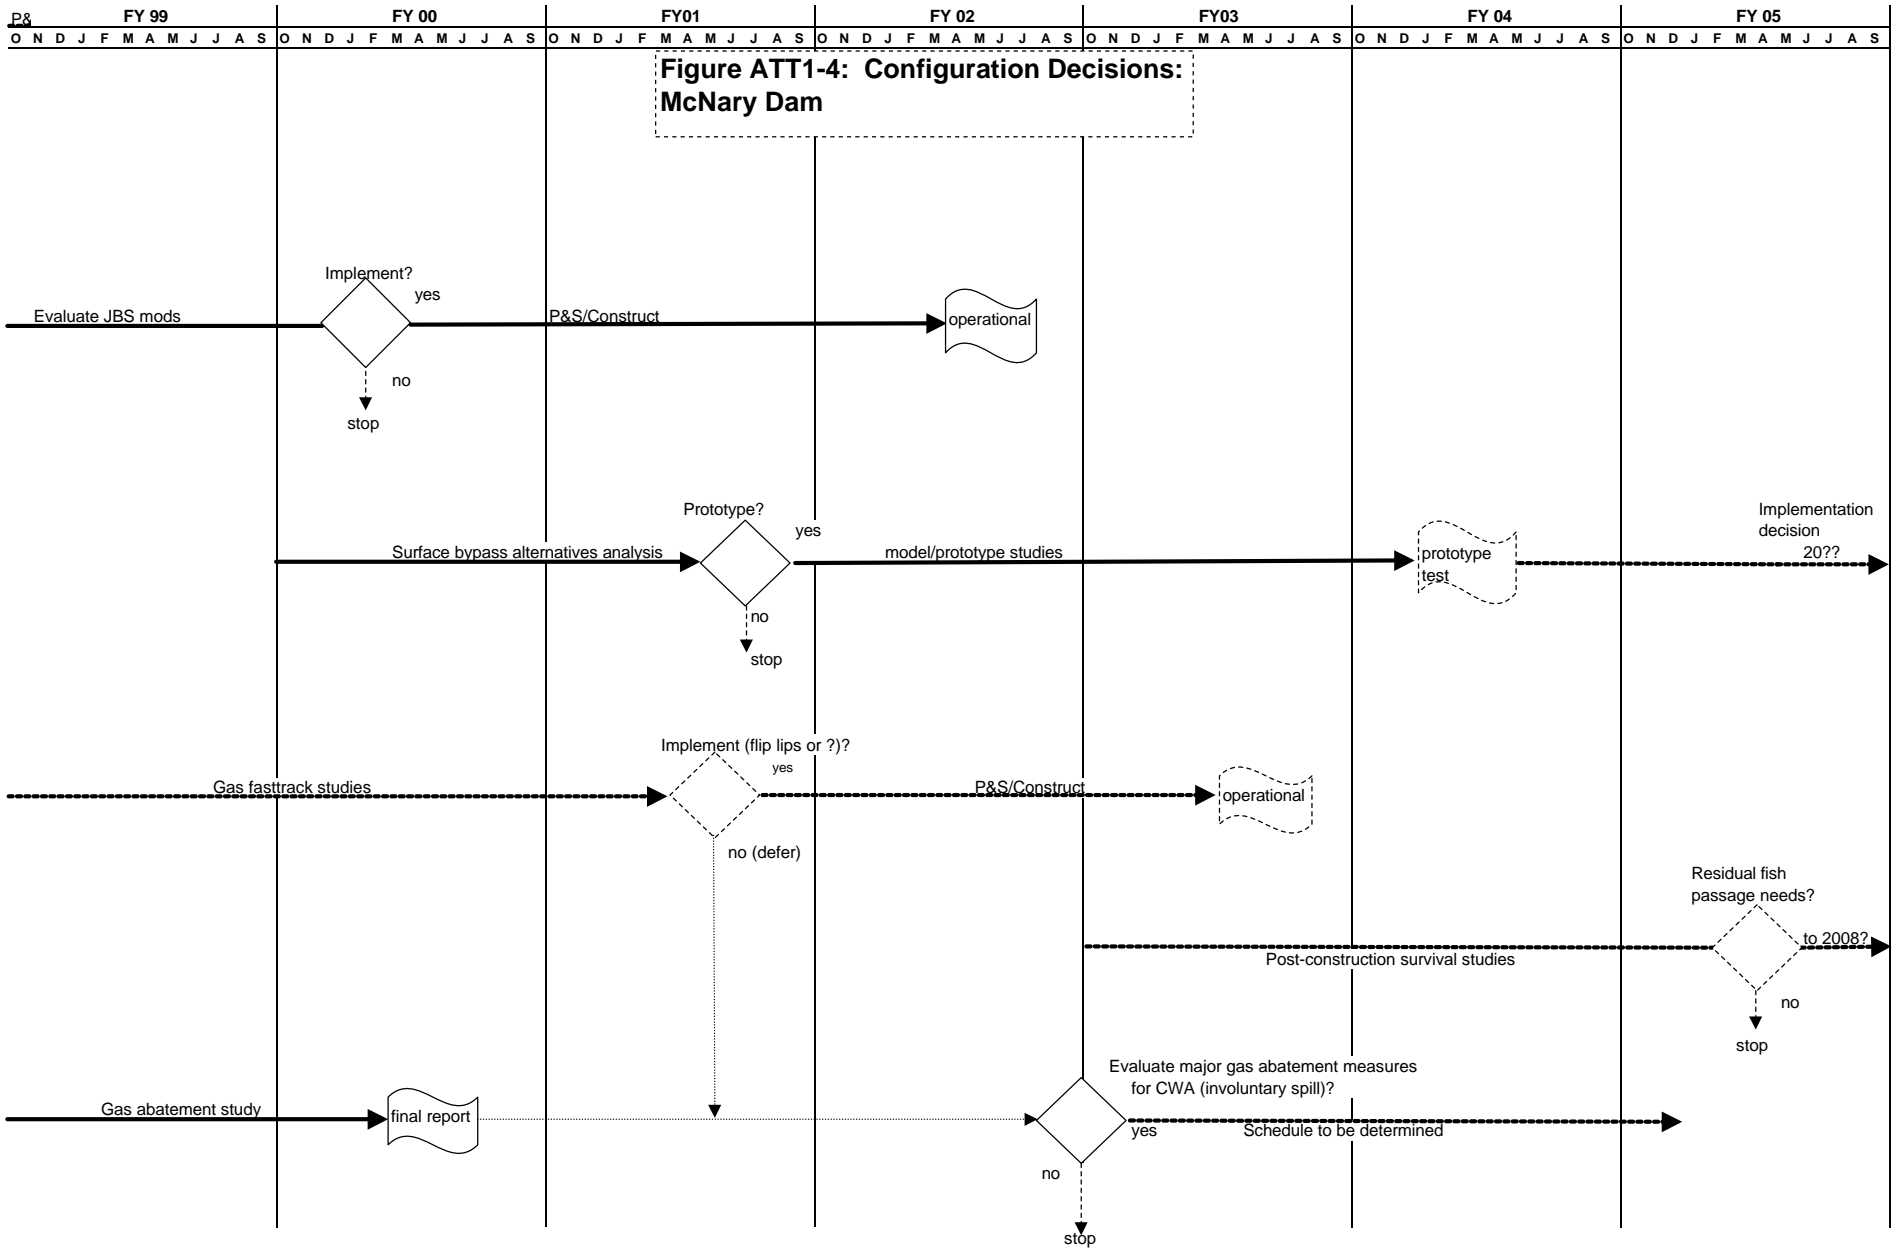 P&
FY 99 FY 00 FY01 FY 02 FY03 FY 04 FY 05
O N D J F M A M J J A S O N D J F M A M J J A S O N D J F M A M J J A S O N D J F M A M J J A S O N D J F M A M J J A S O N D J F M A M J J A S O N D J F M A M J J A S
Figure ATT1-4: Configuration Decisions:
McNary Dam
Implement?
yes
Evaluate JBS mods
P&S/Construct
operational
no
stop
Prototype?
yes
Surface bypass alternatives analysis
model/prototype studies
prototype
test
Implementation
decision
20??
no
stop
Implement (flip lips or ?)?
yes
Gas fasttrack studies
P&S/Construct
operational
no (defer)
Residual fish
passage needs?
to 2008?
Post-construction survival studies
no
stop
Evaluate major gas abatement measures
for CWA (involuntary spill)?
Gas abatement study
final report
yes
Schedule to be determined
no
stop